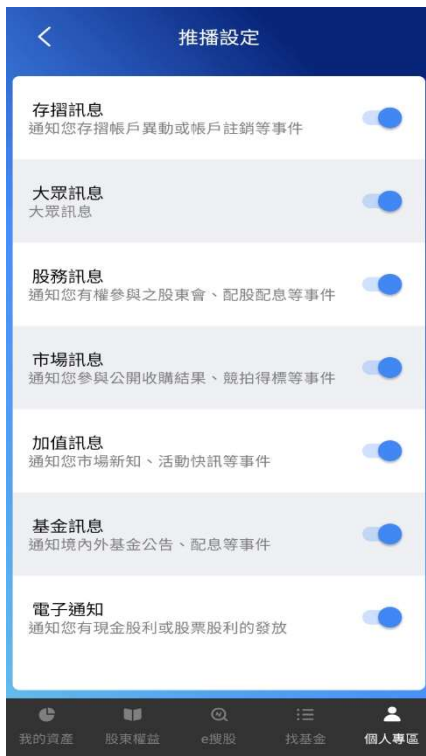 推播設定
存摺訊息
通知您存摺帳戶異動或帳戶註銷等事件
大眾訊息
大眾訊息
股務訊息
通知您有權參與之股東會、配股配息等事件
市場訊息
通知您參與公開收購結果、競拍得標等事件
加值訊息
通知您市場新知、活動快訊等事件
基金訊息
通知境內外基金公告、配息等事件
電子通知
通知您有現金股利或股票股利的發放
我的資產 股東權益 e搜股 找基金 個人專區